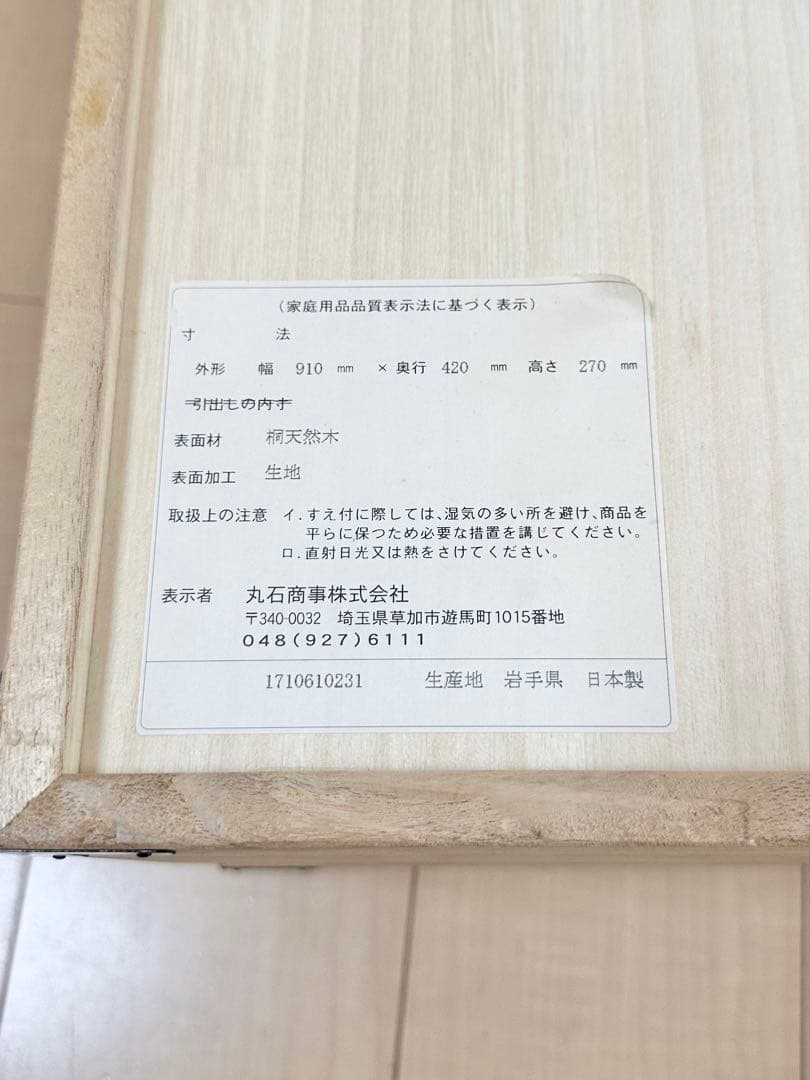 (家庭用品品質表示法に基づく表示)
寸 法
外形 幅 910 mm × 奥行 420 mm 高さ 270 mm
引出しの内寸
表面材 桐天然木
表面加工 生地
取扱上の注意 イ.すえ付に際しては、湿気の多い所を避け、商品を
平らに保つため必要な措置を講じてください。
ロ.直射日光又は熱をさけてください。
表示者 丸石商事株式会社
〒340-0032 埼玉県草加市遊馬町1015番地
048(927)6111
1710610231 生産地 岩手県 日本製